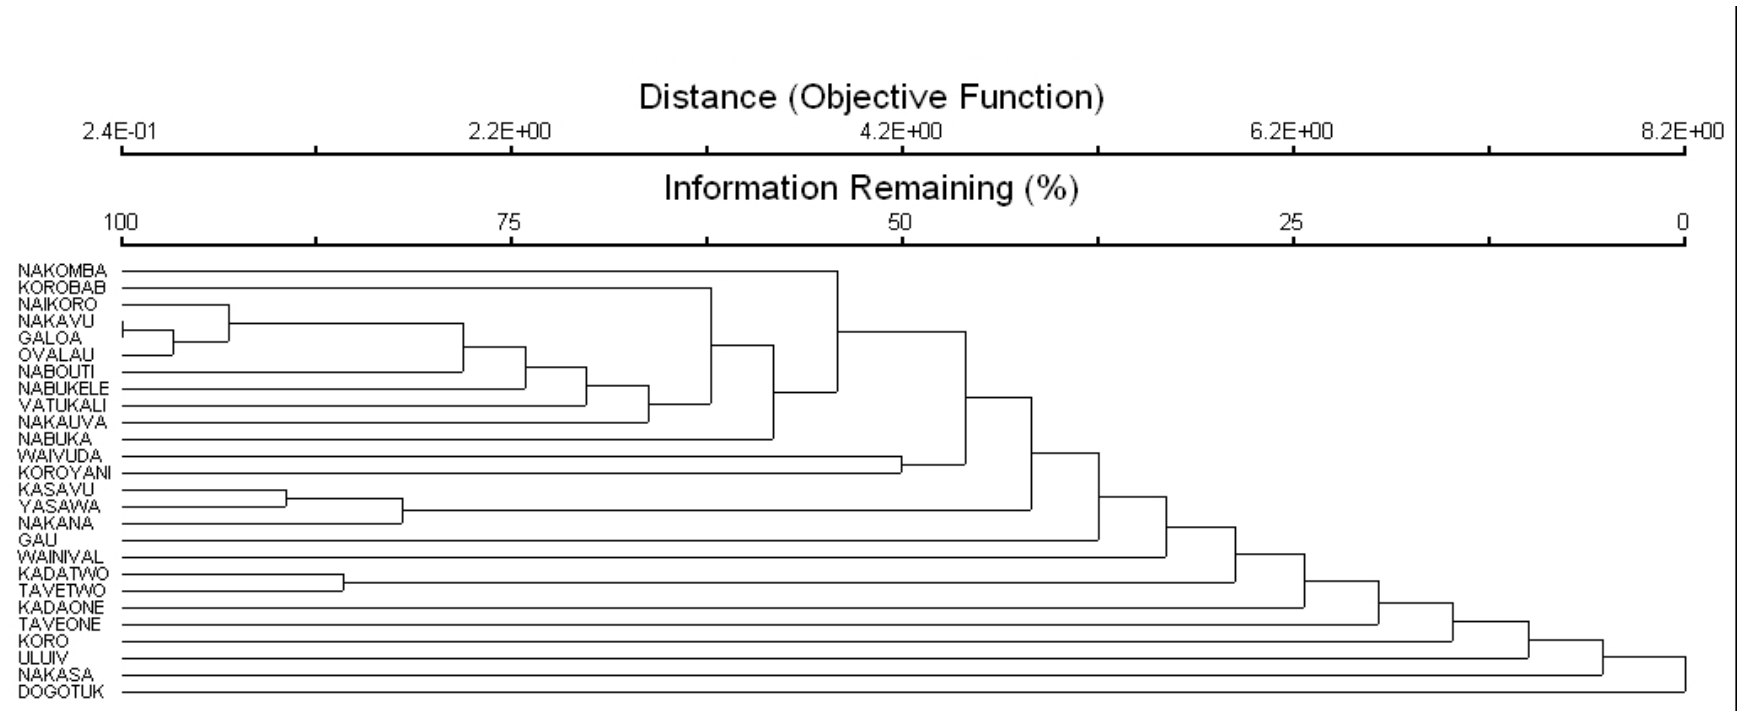 Distance (Objective Function)
2.4E-01 2.2E+00 4.2E+00 6.2E+00 8.2E+00
Information Remaining (%)
100 75 50 25 0
NAKOMBA
KOROBAB
NAIKORO
NAKAVU
GALOA
OVALAU
NABOUTI
NABUKELE
VATUKALI
NAKAUVA
NABUKA
WAIVUDA
KOROYANI
KASAVU
YASAWA
NAKANA
GAU
WAINIVAL
KADATWO
TAVETWO
KADAONE
TAVEONE
KORO
ULUIV
NAKASA
DOGOTUK